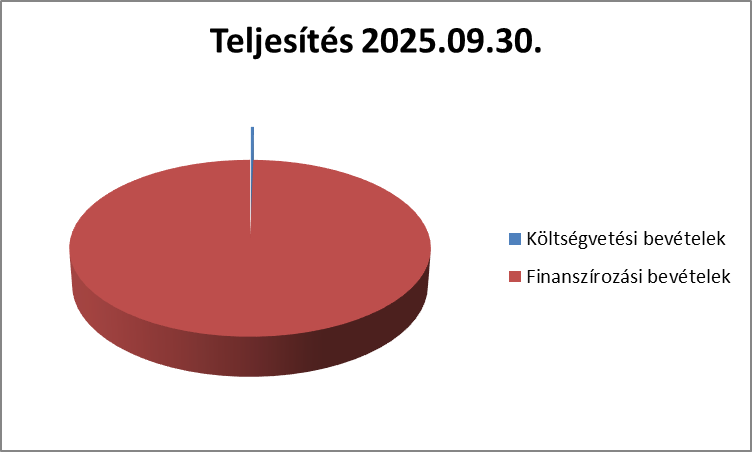 Teljesítés 2025.09.30.
Költségvetési bevételek
Finanszírozási bevételek